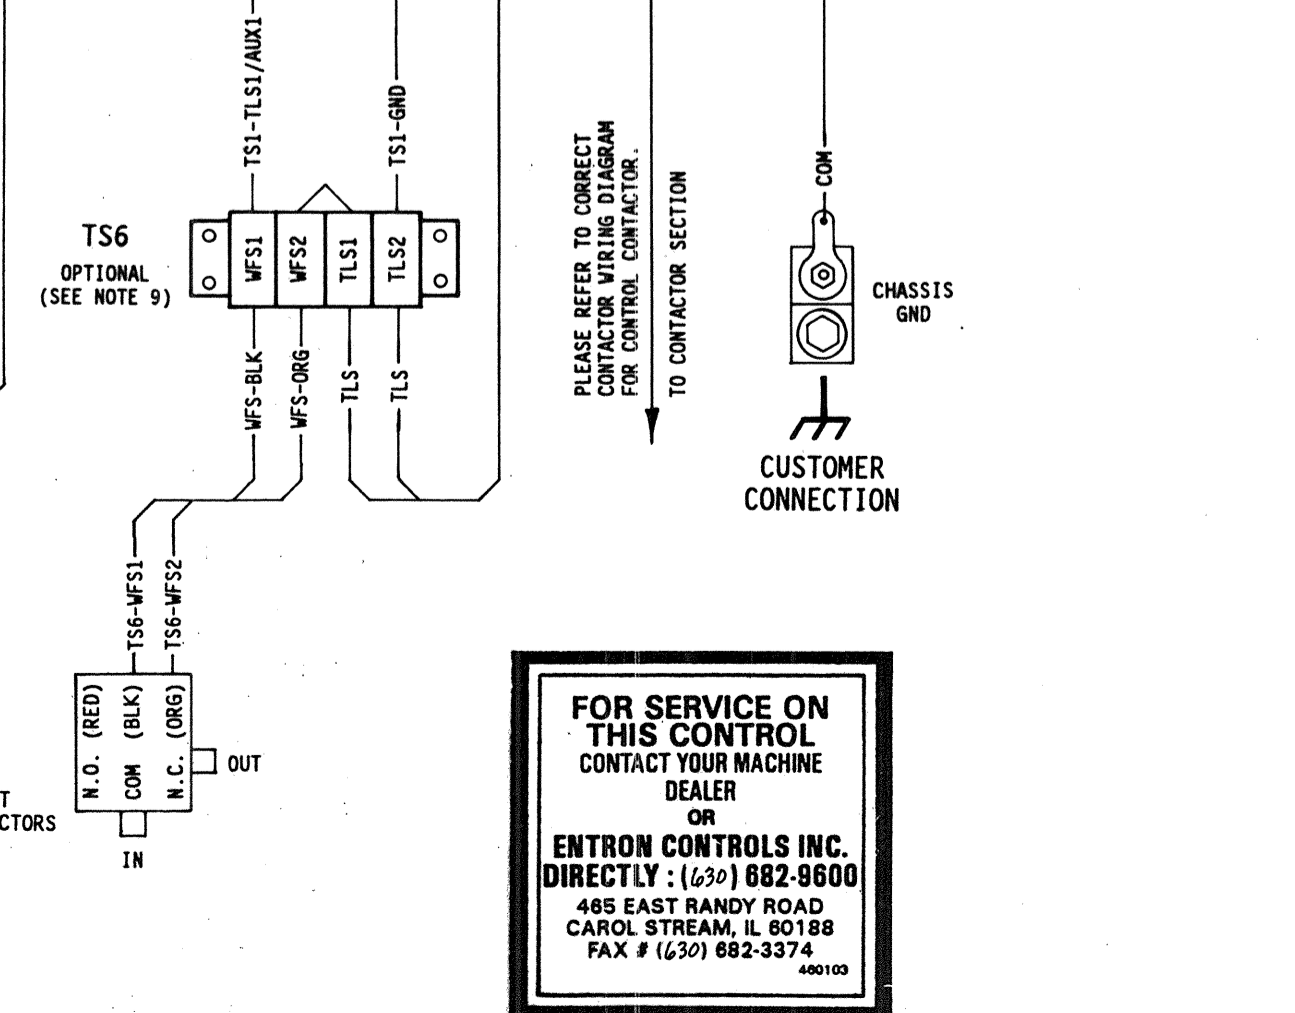 TS1-TLS1/AUX1
TS1-GND
TS6
OPTIONAL
(SEE NOTE 9)
WFS1
WFS2
TLS1
TLS2
WFS-BLK
WFS-ORG
TLS
TLS
PLEASE REFER TO CORRECT
CONTACTOR WIRING DIAGRAM
FOR CONTROL CONTACTOR.
TO CONTACTOR SECTION
COM
CHASSIS
GND
CUSTOMER
CONNECTION
TS6-WFS1
TS6-WFS2
N.O. (RED)
COM (BLK)
N.C. (ORG)
OUT
IN
T
CTORS
FOR SERVICE ON
THIS CONTROL
CONTACT YOUR MACHINE
DEALER
OR
ENTRON CONTROLS INC.
DIRECTLY : (630) 682-9600
465 EAST RANDY ROAD
CAROL STREAM, IL 60188
FAX # (630) 682-3374
460103